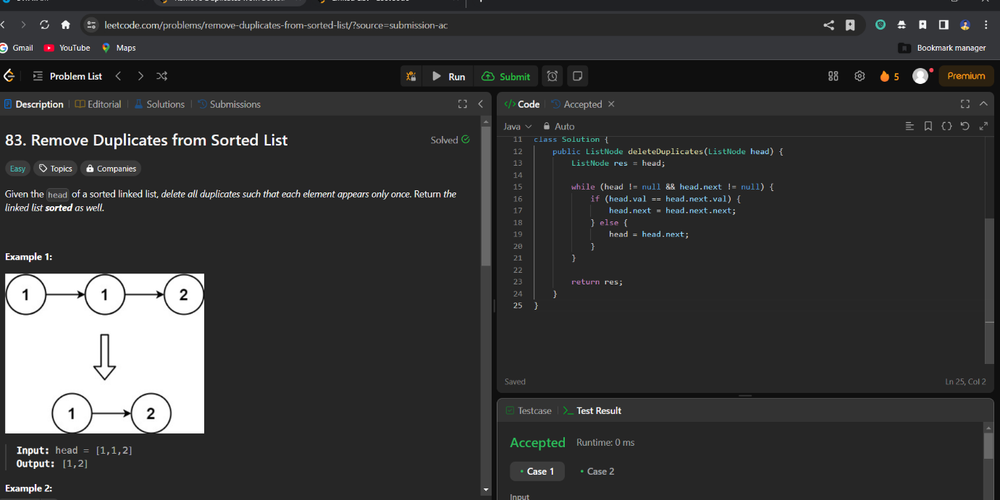 leetcode.com/problems/remove-duplicates-from-sorted-list/?source=submission-ac
Gmail YouTube Maps Bookmark manager
Problem List Run Submit 5 Premium
Description Editorial Solutions Submissions
83. Remove Duplicates from Sorted List
Solved
Easy Topics Companies
Given the head of a sorted linked list, delete all duplicates such that each element appears only once. Return the
linked list sorted as well.
Example 1:
1 1 2
1 2
Input: head = [1,1,2]
Output: [1,2]
Example 2:
Code Accepted
Java Auto
11 class Solution {
12 public ListNode deleteDuplicates(ListNode head) {
13 ListNode res = head;
14
15 while (head != null && head.next != null) {
16 if (head.val == head.next.val) {
17 head.next = head.next.next;
18 } else {
19 head = head.next;
20 }
21 }
22
23 return res;
24 }
25 }
Saved Ln 25, Col 2
Testcase Test Result
Accepted Runtime: 0 ms
Case 1 Case 2
Input